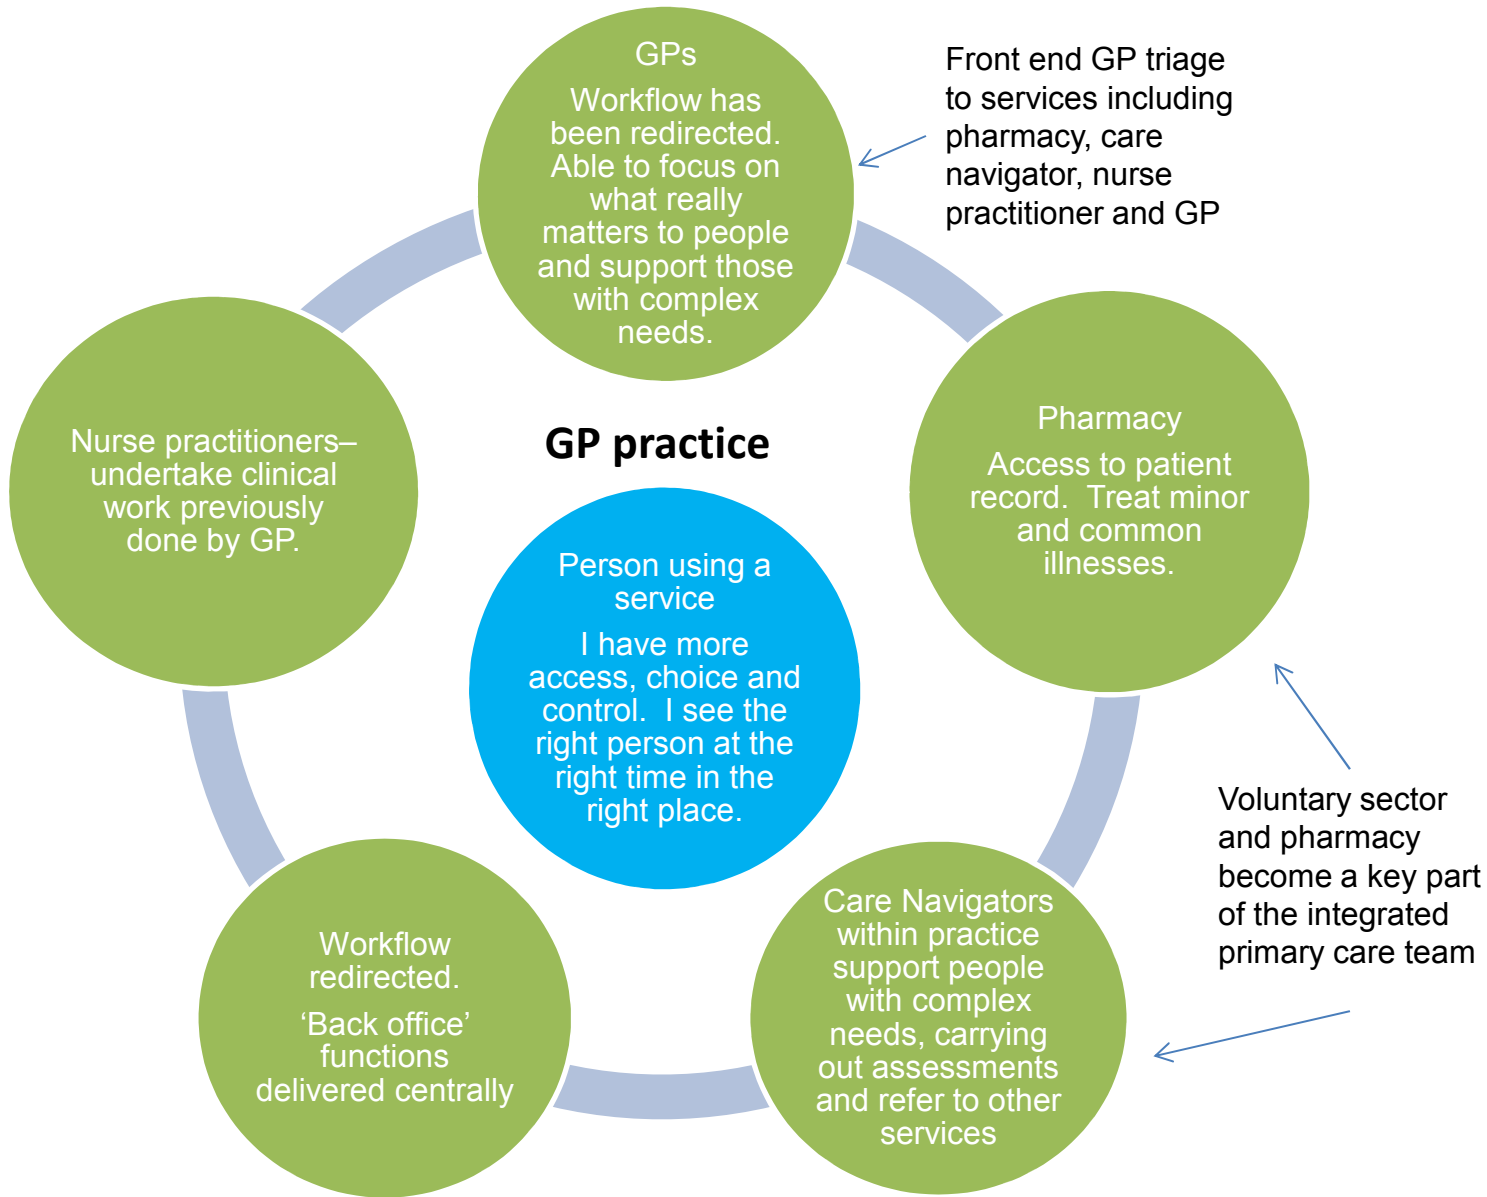 GPs
Workflow has
been redirected.
Able to focus on
what really
matters to people
and support those
with complex
needs.
Front end GP triage
to services including
pharmacy, care
navigator, nurse
practitioner and GP
Nurse practitioners–
undertake clinical
work previously
done by GP.
GP practice
Pharmacy
Access to patient
record.  Treat minor
and common
illnesses.
Person using a
service
I have more
access, choice and
control.  I see the
right person at the
right time in the
right place.
Voluntary sector
and pharmacy
become a key part
of the integrated
primary care team
Workflow
redirected.
‘Back office’
functions
delivered centrally
Care Navigators
within practice
support people
with complex
needs, carrying
out assessments
and refer to other
services